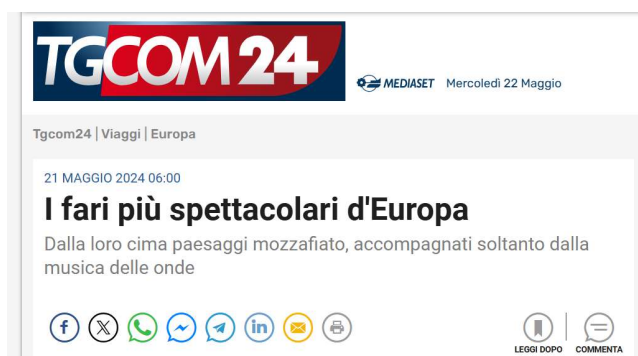 TGCOM24
MEDIASET Mercoledì 22 Maggio
Tgcom24 | Viaggi | Europa
21 MAGGIO 2024 06:00
I fari più spettacolari d'Europa
Dalla loro cima paesaggi mozzafiato, accompagnati soltanto dalla
musica delle onde
LEGGI DOPO COMMENTA